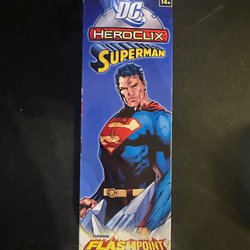 DC
14+
HEROCLIX
SUPERMAN
FEATURING
FLASHPOINT